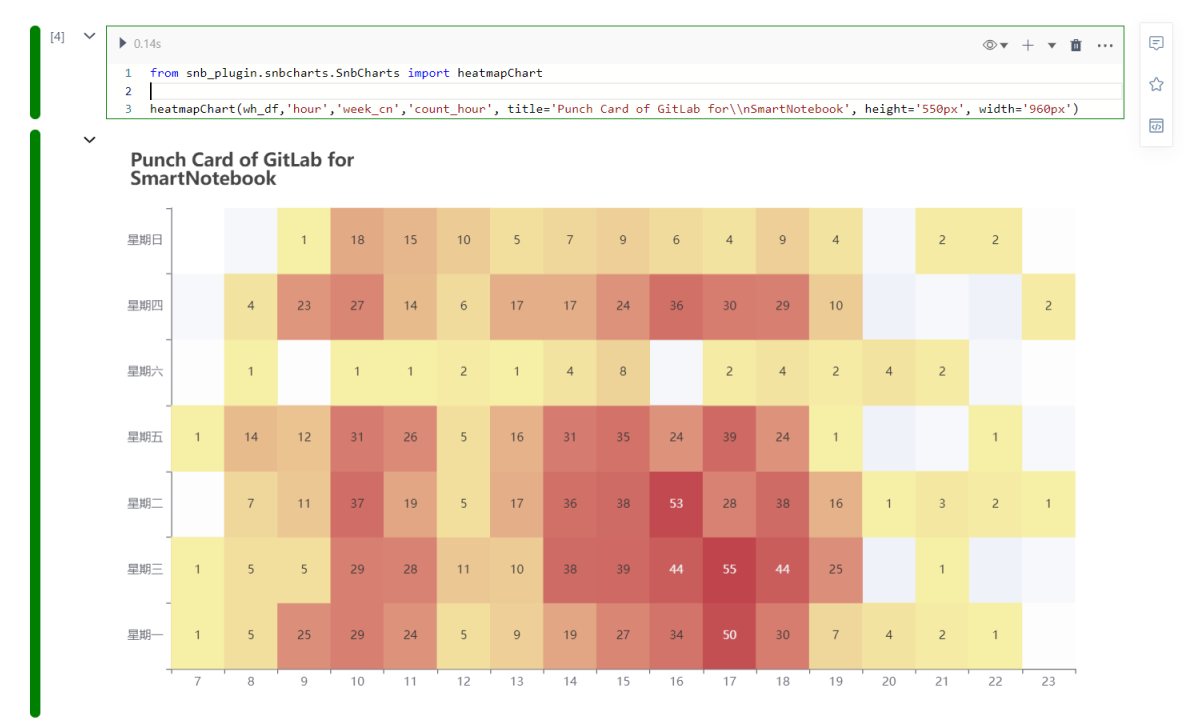 [4]
0.14s
1 from snb_plugin.snbcharts.SnbCharts import heatmapChart
2
3 heatmapChart(wh_df,'hour','week_cn','count_hour', title='Punch Card of GitLab for\\nSmartNotebook', height='550px', width='960px')
Punch Card of GitLab for
SmartNotebook
星期日 1 18 15 10 5 7 9 6 4 9 4 2 2
星期四 4 23 27 14 6 17 17 24 36 30 29 10 2
星期六 1 1 1 2 1 4 8 2 4 2 4 2
星期五 1 14 12 31 26 5 16 31 35 24 39 24 1 1
星期二 7 11 37 19 5 17 36 38 53 28 38 16 1 3 2 1
星期三 1 5 5 29 28 11 10 38 39 44 55 44 25 1
星期一 1 5 25 29 24 5 9 19 27 34 50 30 7 4 2 1
7 8 9 10 11 12 13 14 15 16 17 18 19 20 21 22 23